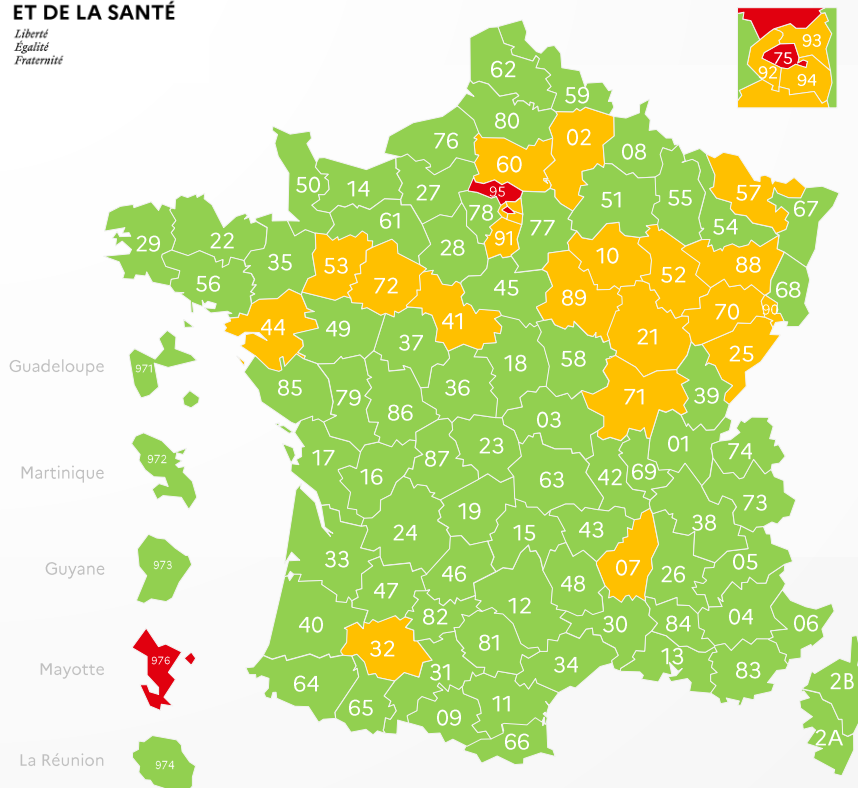 ET DE LA SANTÉ
Liberté
Égalité
Fraternité
93
75
92 94
62
59
80
02
76
08
60
50 14 27 95 51 55 57 67
78 77 54
61
29 22 28 91
35 53 10 88
56 72 52
45 68
89 70 90
44 49 41 21
37 25
18 58
Guadeloupe 971
85 79 36 71 39
86
03
23 01
17 87 74
Martinique 972
16 63 42 69
73
19
24 15 43 38
33 05
Guyane 973
46 07 26
47 48
12
40 82 30 84 04 06
32 81
Mayotte 976
31 34 13 83
64
65 11 2B
09
66 2A
La Réunion 974